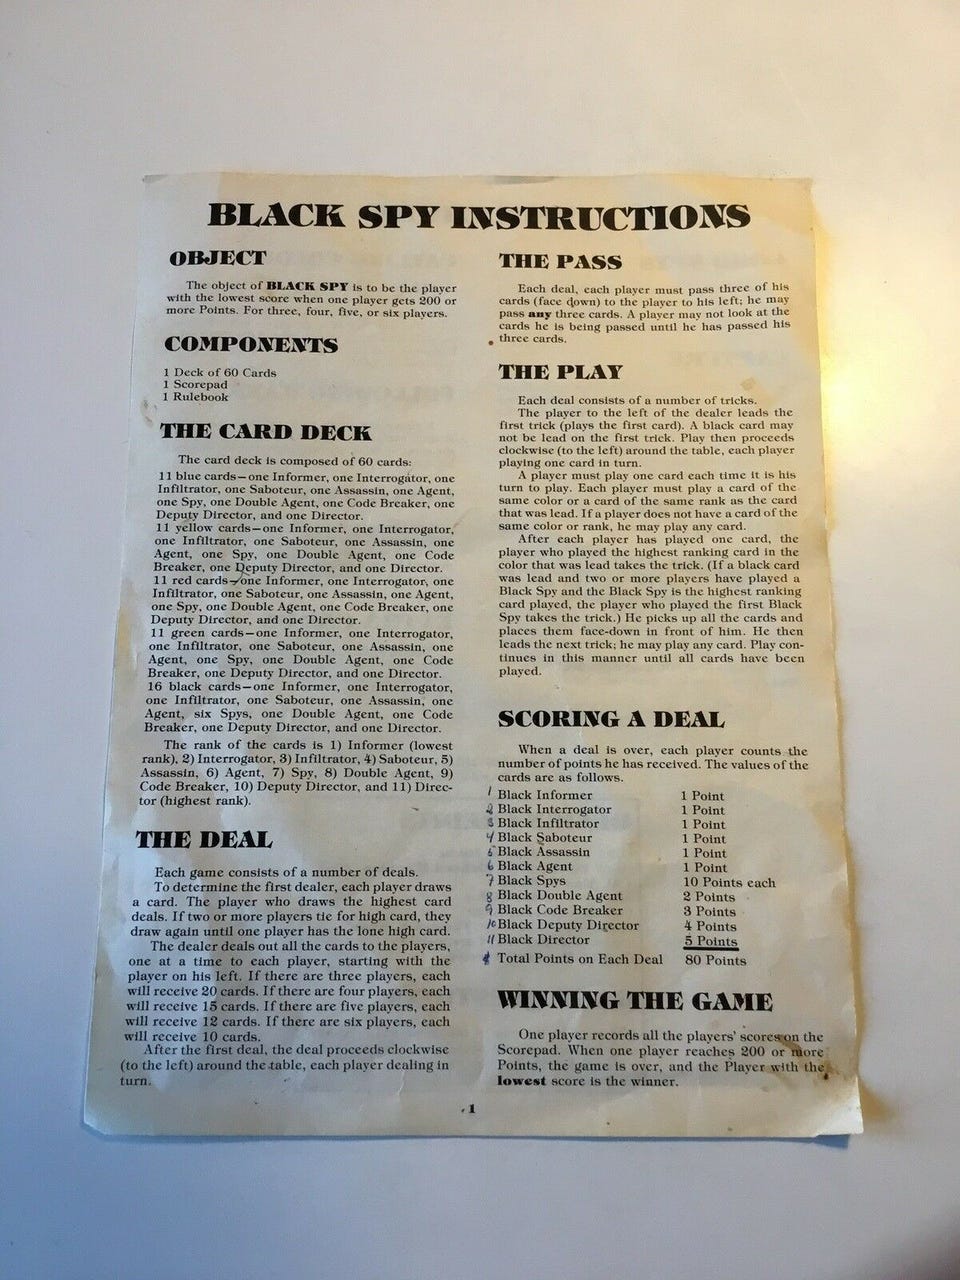 BLACK SPY INSTRUCTIONS
OBJECT
The object of BLACK SPY is to be the player
with the lowest score when one player gets 200 or
more Points. For three, four, five, or six players.
COMPONENTS
1 Deck of 60 Cards
1 Scorepad
1 Rulebook
THE CARD DECK
The card deck is composed of 60 cards:
11 blue cards—one Informer, one Interrogator, one
Infiltrator, one Saboteur, one Assassin, one Agent,
one Spy, one Double Agent, one Code Breaker, one
Deputy Director, and one Director.
11 yellow cards—one Informer, one Interrogator,
one Infiltrator, one Saboteur, one Assassin, one
Agent, one Spy, one Double Agent, one Code
Breaker, one Deputy Director, and one Director.
11 red cards—one Informer, one Interrogator, one
Infiltrator, one Saboteur, one Assassin, one Agent,
one Spy, one Double Agent, one Code Breaker, one
Deputy Director, and one Director.
11 green cards—one Informer, one Interrogator,
one Infiltrator, one Saboteur, one Assassin, one
Agent, one Spy, one Double Agent, one Code
Breaker, one Deputy Director, and one Director.
16 black cards—one Informer, one Interrogator,
one Infiltrator, one Saboteur, one Assassin, one
Agent, six Spys, one Double Agent, one Code
Breaker, one Deputy Director, and one Director.
The rank of the cards is 1) Informer (lowest
rank), 2) Interrogator, 3) Infiltrator, 4) Saboteur, 5)
Assassin, 6) Agent, 7) Spy, 8) Double Agent, 9)
Code Breaker, 10) Deputy Director, and 11) Direc-
tor (highest rank).
THE DEAL
Each game consists of a number of deals.
To determine the first dealer, each player draws
a card. The player who draws the highest card
deals. If two or more players tie for high card, they
draw again until one player has the lone high card.
The dealer deals out all the cards to the players,
one at a time to each player, starting with the
player on his left. If there are three players, each
will receive 20 cards. If there are four players, each
will receive 15 cards. If there are five players, each
will receive 12 cards. If there are six players, each
will receive 10 cards.
After the first deal, the deal proceeds clockwise
(to the left) around the table, each player dealing in
turn.
THE PASS
Each deal, each player must pass three of his
cards (face down) to the player to his left; he may
pass any three cards. A player may not look at the
cards he is being passed until he has passed his
three cards.
THE PLAY
Each deal consists of a number of tricks.
The player to the left of the dealer leads the
first trick (plays the first card). A black card may
not be lead on the first trick. Play then proceeds
clockwise (to the left) around the table, each player
playing one card in turn.
A player must play one card each time it is his
turn to play. Each player must play a card of the
same color or a card of the same rank as the card
that was lead. If a player does not have a card of the
same color or rank, he may play any card.
After each player has played one card, the
player who played the highest ranking card in the
color that was lead takes the trick. (If a black card
was lead and two or more players have played a
Black Spy and the Black Spy is the highest ranking
card played, the player who played the first Black
Spy takes the trick.) He picks up all the cards and
places them face-down in front of him. He then
leads the next trick; he may play any card. Play con-
tinues in this manner until all cards have been
played.
SCORING A DEAL
When a deal is over, each player counts the
number of points he has received. The values of the
cards are as follows.
1 Black Informer 1 Point
2 Black Interrogator 1 Point
3 Black Infiltrator 1 Point
4 Black Saboteur 1 Point
5 Black Assassin 1 Point
6 Black Agent 1 Point
7 Black Spys 10 Points each
8 Black Double Agent 2 Points
9 Black Code Breaker 3 Points
10 Black Deputy Director 4 Points
11 Black Director 5 Points
Total Points on Each Deal 80 Points
WINNING THE GAME
One player records all the players' scores on the
Scorepad. When one player reaches 200 or more
Points, the game is over, and the Player with the
lowest score is the winner.
1